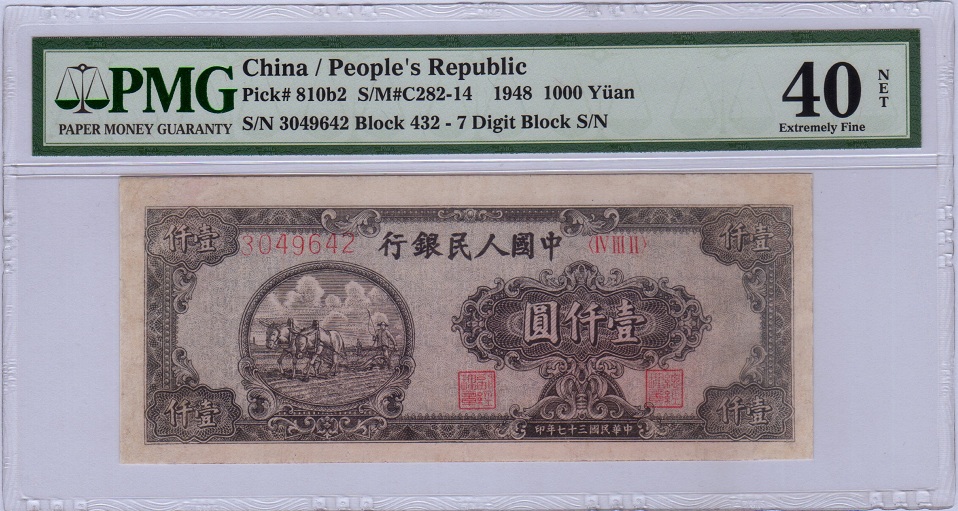 PMG
PAPER MONEY GUARANTY
China / People's Republic
Pick# 810b2 S/M#C282-14 1948 1000 Yüan
S/N 3049642 Block 432 - 7 Digit Block S/N
40 NET
Extremely Fine
仟壹
仟壹
3049642
行銀民人國中
(IV III II)
圓仟壹
仟壹
仟壹
印年七十三國民華中